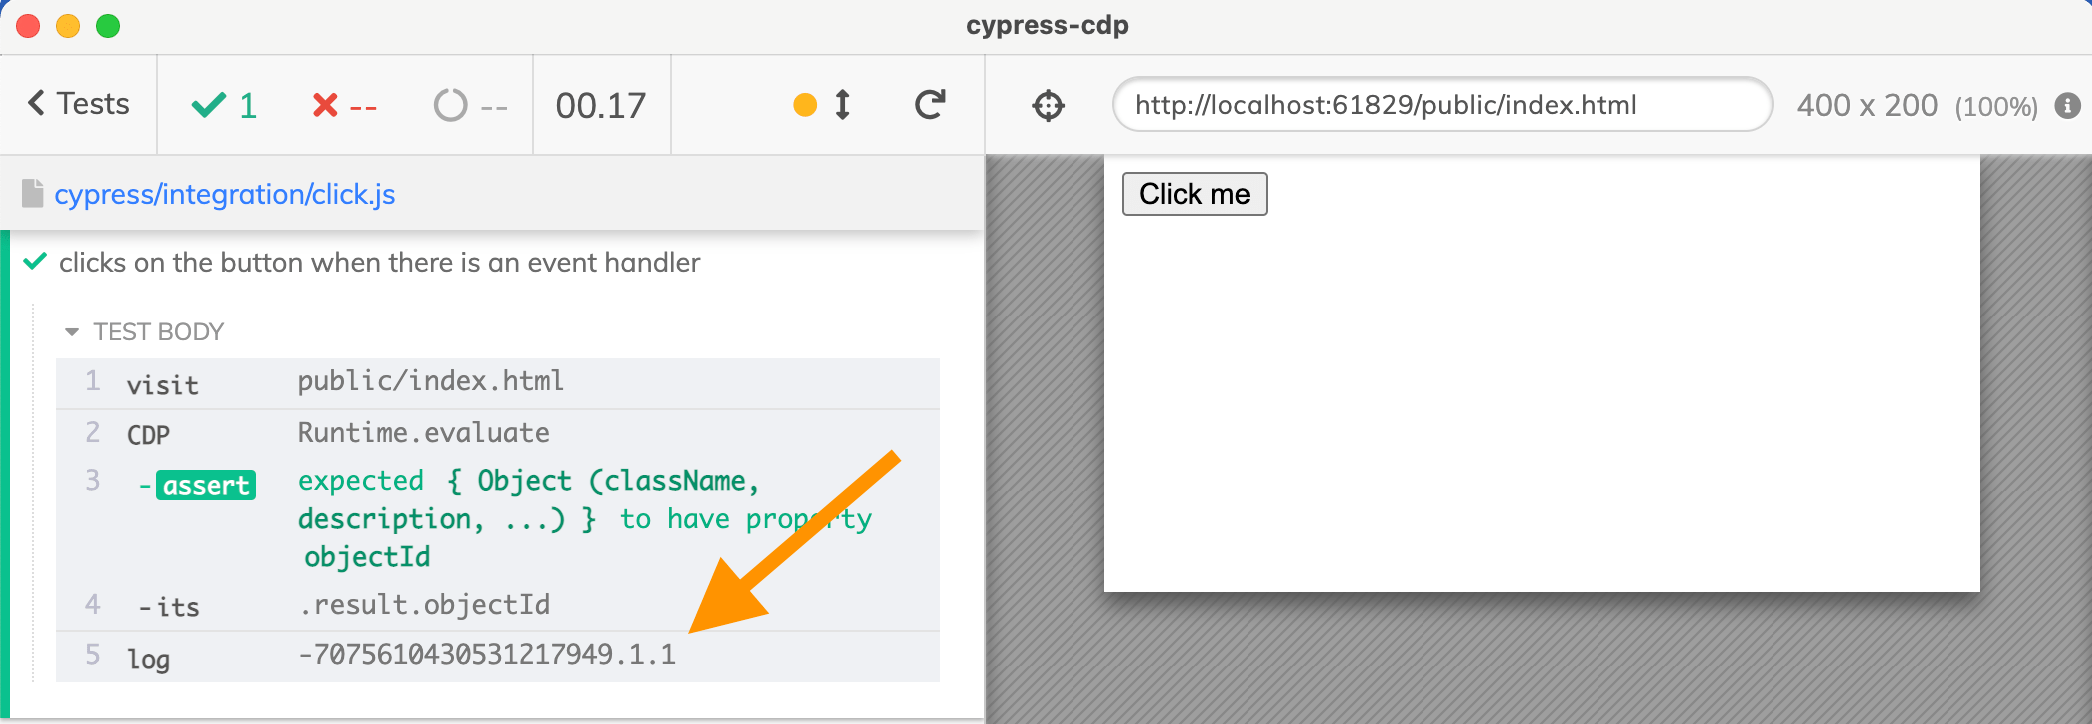 cypress-cdp
Tests 1 -- -- 00.17
http://localhost:61829/public/index.html 400 x 200 (100%)
cypress/integration/click.js
Click me
clicks on the button when there is an event handler
TEST BODY
1 visit public/index.html
2 CDP Runtime.evaluate
3 -assert expected { Object (className,
description, ...) } to have property
objectId
4 -its .result.objectId
5 log -7075610430531217949.1.1